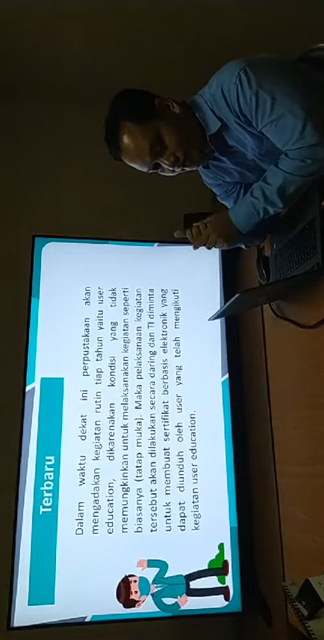 Terbaru
Dalam waktu dekat ini perpustakaan akan
mengadakan kegiatan rutin tiap tahun yaitu user
education, dikarenakan kondisi yang tidak
memungkinkan untuk melaksanakan kegiatan seperti
biasanya (tatap muka). Maka pelaksanaan kegiatan
tersebut akan dilakukan secara daring dan TI diminta
untuk membuat sertifikat berbasis elektronik yang
dapat diunduh oleh user yang telah mengikuti
kegiatan user education.